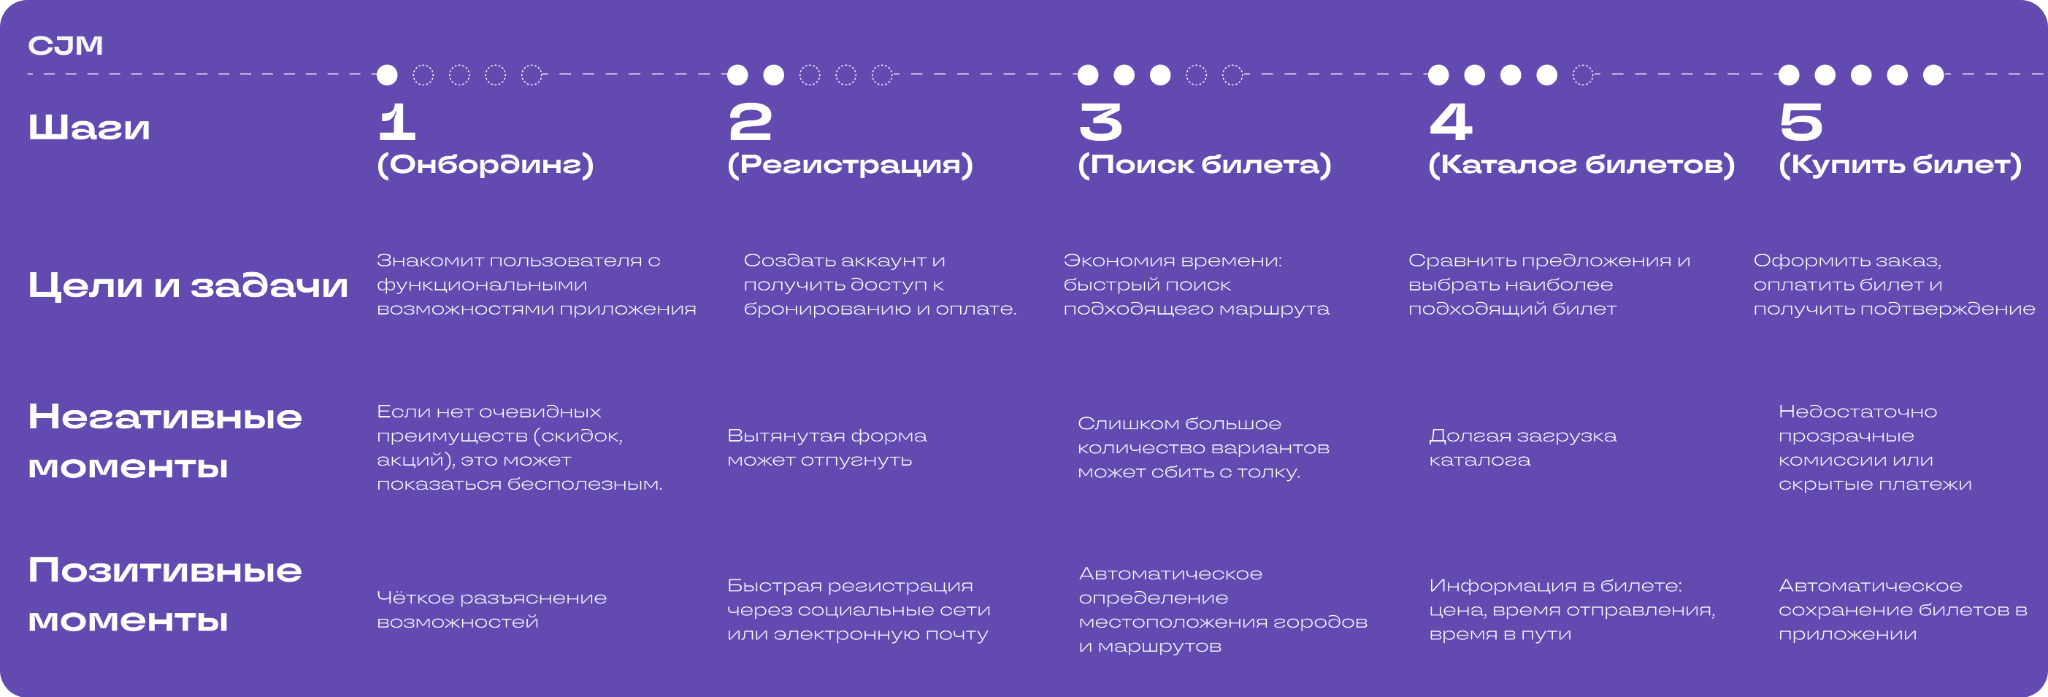 CJM
Шаги
1
(Онбординг)
2
(Регистрация)
3
(Поиск билета)
4
(Каталог билетов)
5
(Купить билет)
Цели и задачи
Знакомит пользователя с
функциональными
возможностями приложения
Создать аккаунт и
получить доступ к
бронированию и оплате.
Экономия времени:
быстрый поиск
подходящего маршрута
Сравнить предложения и
выбрать наиболее
подходящий билет
Оформить заказ,
оплатить билет и
получить подтверждение
Негативные
моменты
Если нет очевидных
преимуществ (скидок,
акций), это может
показаться бесполезным.
Вытянутая форма
может отпугнуть
Слишком большое
количество вариантов
может сбить с толку.
Долгая загрузка
каталога
Недостаточно
прозрачные
комиссии или
скрытые платежи
Позитивные
моменты
Чёткое разъяснение
возможностей
Быстрая регистрация
через социальные сети
или электронную почту
Автоматическое
определение
местоположения городов
и маршрутов
Информация в билете:
цена, время отправления,
время в пути
Автоматическое
сохранение билетов в
приложении